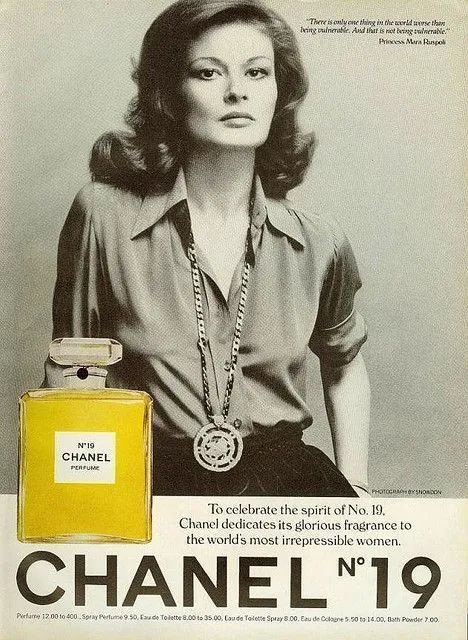 "There is only one thing in the world worse than
being vulnerable. And that is not being vulnerable."
Princess Mara Ruspoli
Nº19
CHANEL
PERFUME
PHOTOGRAPH BY SNOWDON
To celebrate the spirit of No. 19,
Chanel dedicates its glorious fragrance to
the world's most irrepressible women.
CHANEL Nº 19
Perfume 12.00 to 400., Spray Perfume 9.50, Eau de Toilette 8.00 to 35.00, Eau de Toilette Spray 8.00, Eau de Cologne 5.50 to 14.00, Bath Powder 7.00.